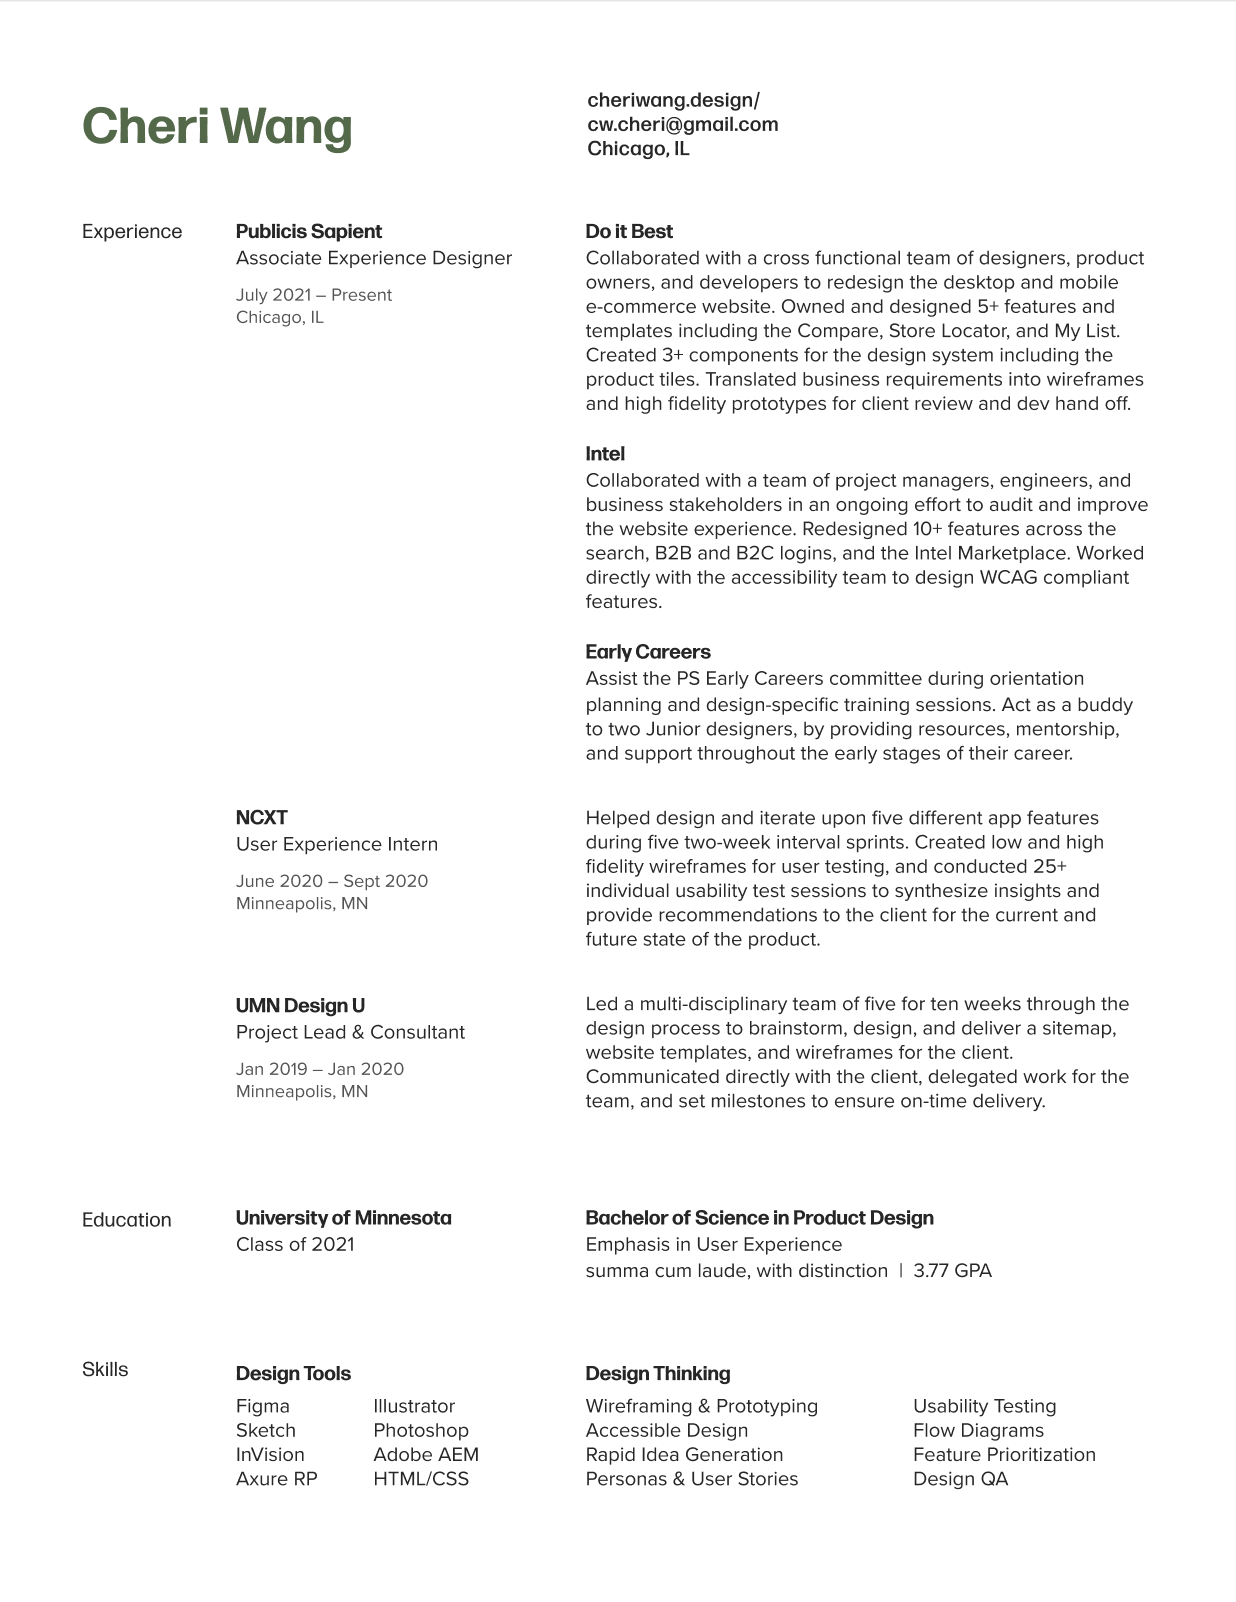 Cheri Wang
cheriwang.design/
cw.cheri@gmail.com
Chicago, IL
Experience
Publicis Sapient
Associate Experience Designer
July 2021 – Present
Chicago, IL
Do it Best
Collaborated with a cross functional team of designers, product
owners, and developers to redesign the desktop and mobile
e-commerce website. Owned and designed 5+ features and
templates including the Compare, Store Locator, and My List.
Created 3+ components for the design system including the
product tiles. Translated business requirements into wireframes
and high fidelity prototypes for client review and dev hand off.
Intel
Collaborated with a team of project managers, engineers, and
business stakeholders in an ongoing effort to audit and improve
the website experience. Redesigned 10+ features across the
search, B2B and B2C logins, and the Intel Marketplace. Worked
directly with the accessibility team to design WCAG compliant
features.
Early Careers
Assist the PS Early Careers committee during orientation
planning and design-specific training sessions. Act as a buddy
to two Junior designers, by providing resources, mentorship,
and support throughout the early stages of their career.
NCXT
User Experience Intern
June 2020 – Sept 2020
Minneapolis, MN
Helped design and iterate upon five different app features
during five two-week interval sprints. Created low and high
fidelity wireframes for user testing, and conducted 25+
individual usability test sessions to synthesize insights and
provide recommendations to the client for the current and
future state of the product.
UMN Design U
Project Lead & Consultant
Jan 2019 – Jan 2020
Minneapolis, MN
Led a multi-disciplinary team of five for ten weeks through the
design process to brainstorm, design, and deliver a sitemap,
website templates, and wireframes for the client.
Communicated directly with the client, delegated work for the
team, and set milestones to ensure on-time delivery.
Education
University of Minnesota
Class of 2021
Bachelor of Science in Product Design
Emphasis in User Experience
summa cum laude, with distinction | 3.77 GPA
Skills
Design Tools
Figma
Sketch
InVision
Axure RP
Illustrator
Photoshop
Adobe AEM
HTML/CSS
Design Thinking
Wireframing & Prototyping
Accessible Design
Rapid Idea Generation
Personas & User Stories
Usability Testing
Flow Diagrams
Feature Prioritization
Design QA